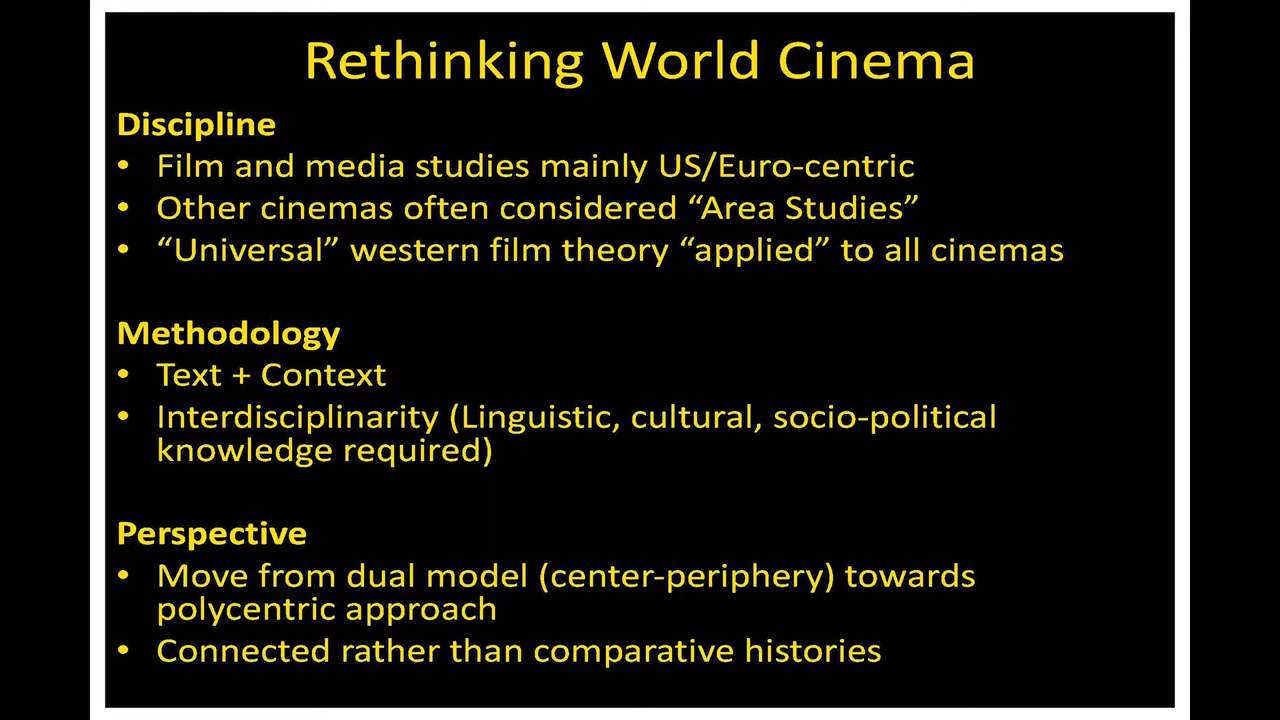 Rethinking World Cinema
Discipline
• Film and media studies mainly US/Euro-centric
• Other cinemas often considered “Area Studies”
• “Universal” western film theory “applied” to all cinemas
Methodology
• Text + Context
• Interdisciplinarity (Linguistic, cultural, socio-political
knowledge required)
Perspective
• Move from dual model (center-periphery) towards
polycentric approach
• Connected rather than comparative histories